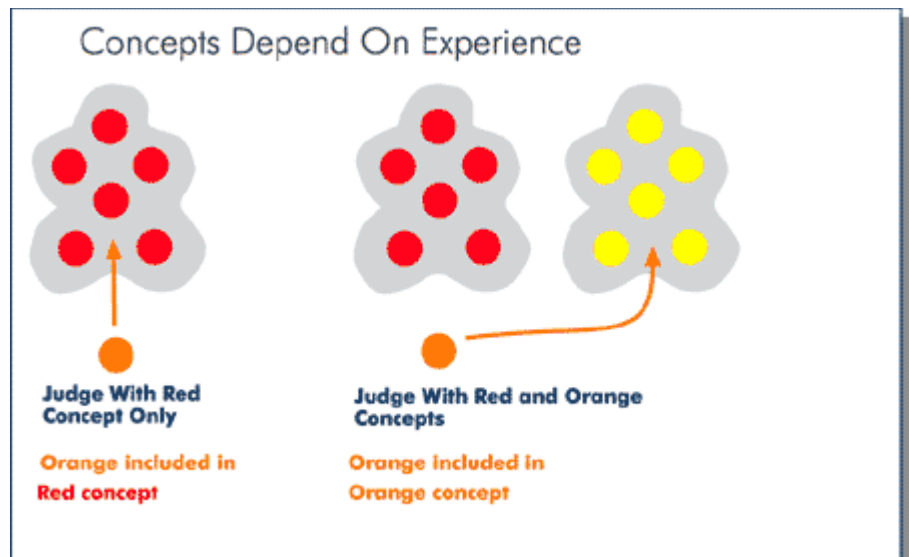 Concepts Depend On Experience
Judge With Red
Concept Only
Orange included in
Red concept
Judge With Red and Orange
Concepts
Orange included in
Orange concept